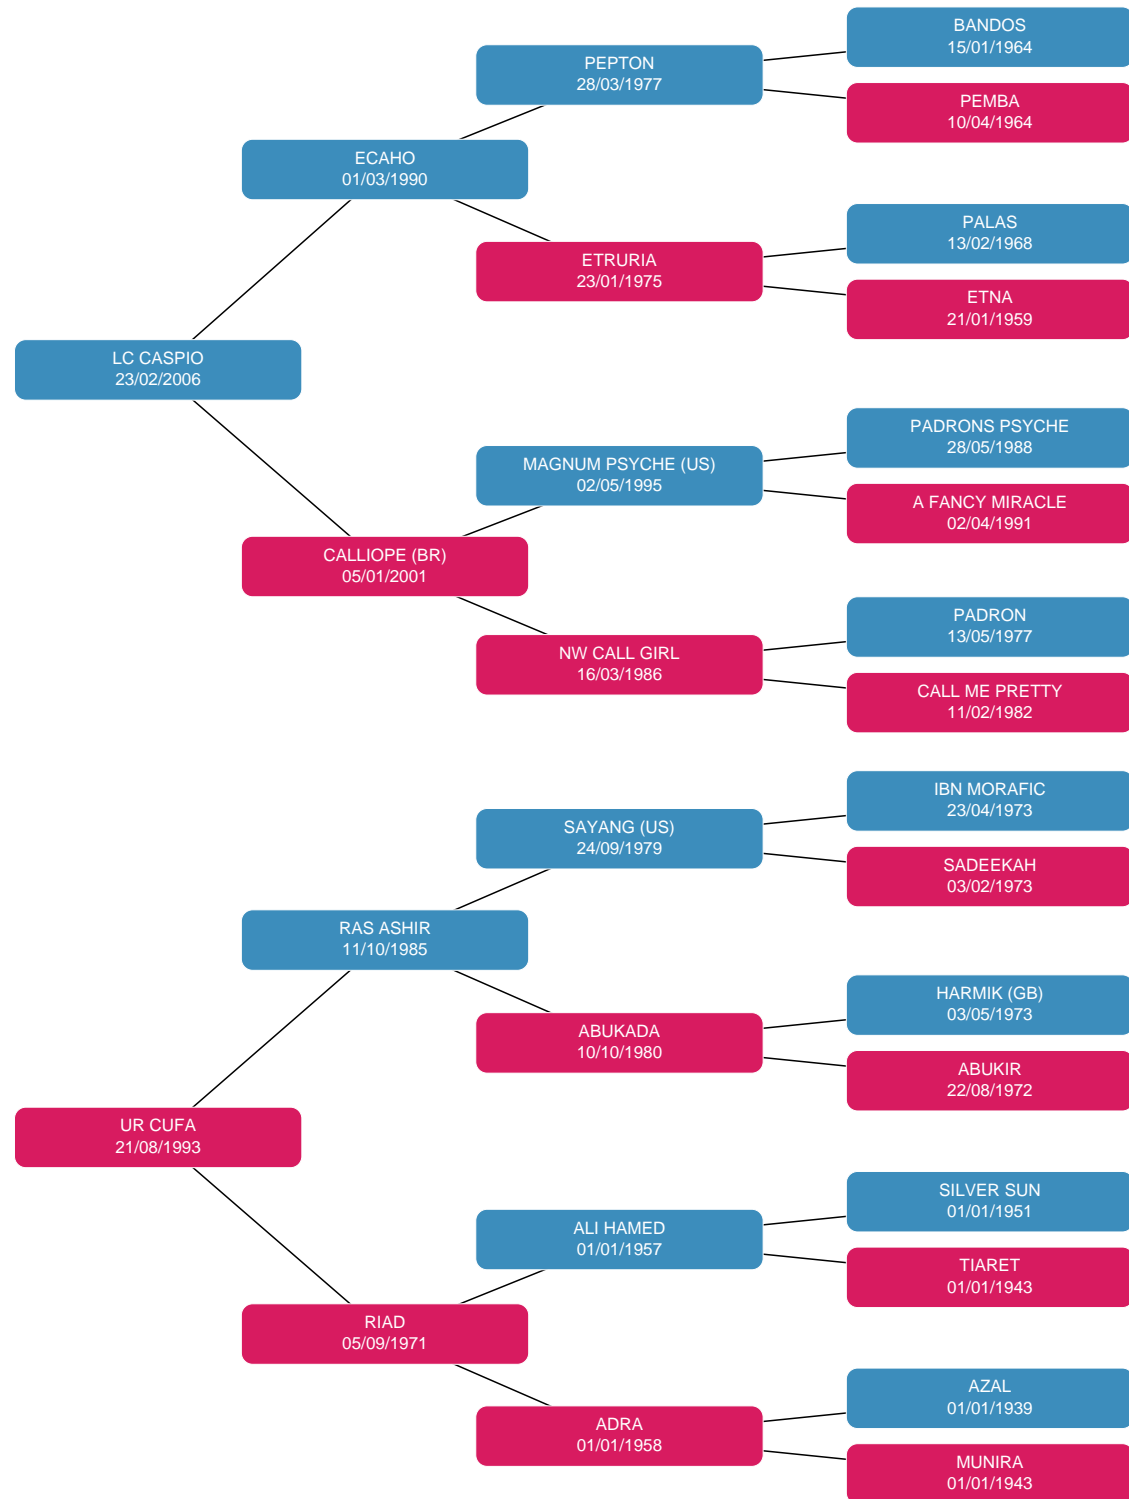 BANDOS
15/01/1964
PEPTON
28/03/1977
PEMBA
10/04/1964
ECAHO
01/03/1990
PALAS
13/02/1968
ETRURIA
23/01/1975
ETNA
21/01/1959
LC CASPIO
23/02/2006
PADRONS PSYCHE
28/05/1988
MAGNUM PSYCHE (US)
02/05/1995
A FANCY MIRACLE
02/04/1991
CALLIOPE (BR)
05/01/2001
PADRON
13/05/1977
NW CALL GIRL
16/03/1986
CALL ME PRETTY
11/02/1982
IBN MORAFIC
23/04/1973
SAYANG (US)
24/09/1979
SADEEKAH
03/02/1973
RAS ASHIR
11/10/1985
HARMIK (GB)
03/05/1973
ABUKADA
10/10/1980
ABUKIR
22/08/1972
UR CUFA
21/08/1993
SILVER SUN
01/01/1951
ALI HAMED
01/01/1957
TIARET
01/01/1943
RIAD
05/09/1971
AZAL
01/01/1939
ADRA
01/01/1958
MUNIRA
01/01/1943